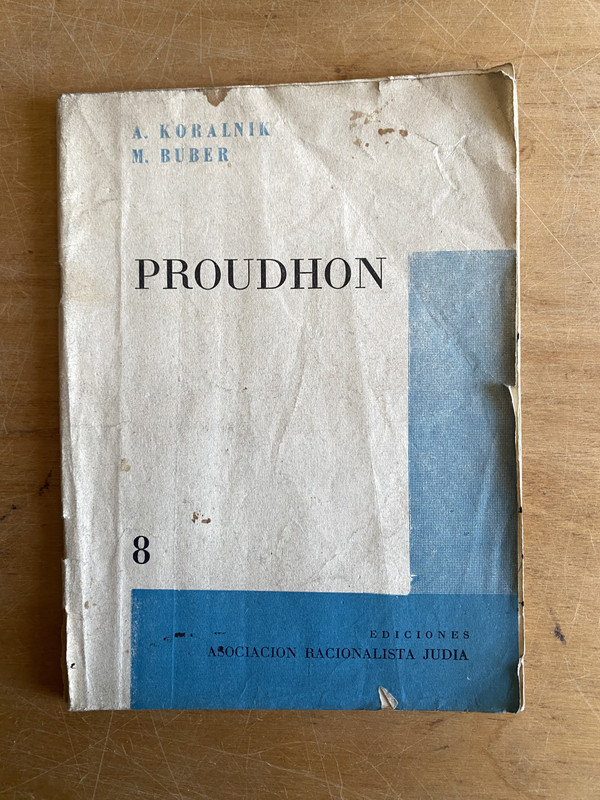 A. KORALNIK
M. BUBER
PROUDHON
8
EDICIONES
ASOCIACION RACIONALISTA JUDIA